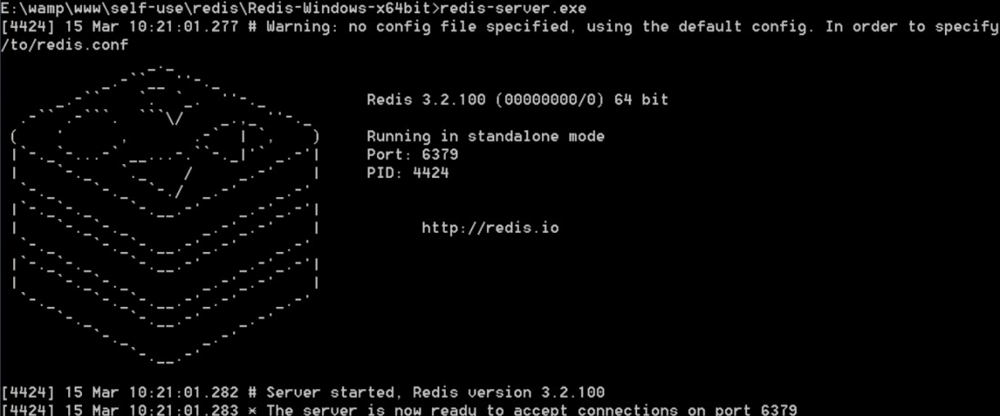 E:\wamp\www\self-use\redis\Redis-Windows-x64bit>redis-server.exe
[4424] 15 Mar 10:21:01.277 # Warning: no config file specified, using the default config. In order to specify
/to/redis.conf
Redis 3.2.100 (00000000/0) 64 bit
Running in standalone mode
Port: 6379
PID: 4424
http://redis.io
[4424] 15 Mar 10:21:01.282 # Server started, Redis version 3.2.100
[4424] 15 Mar 10:21:01.283 * The server is now ready to accept connections on port 6379